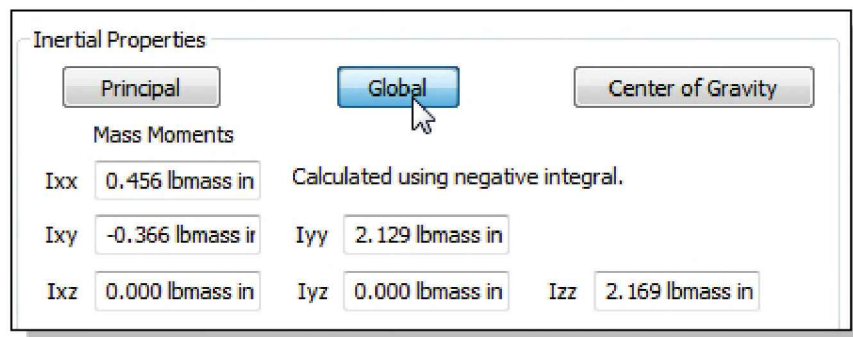 Inertial Properties
Principal Global Center of Gravity
Mass Moments
Ixx 0.456 lbmass in Calculated using negative integral.
Ixy -0.366 lbmass ir Iyy 2.129 lbmass in
Ixz 0.000 lbmass in Iyz 0.000 lbmass in Izz 2.169 lbmass in